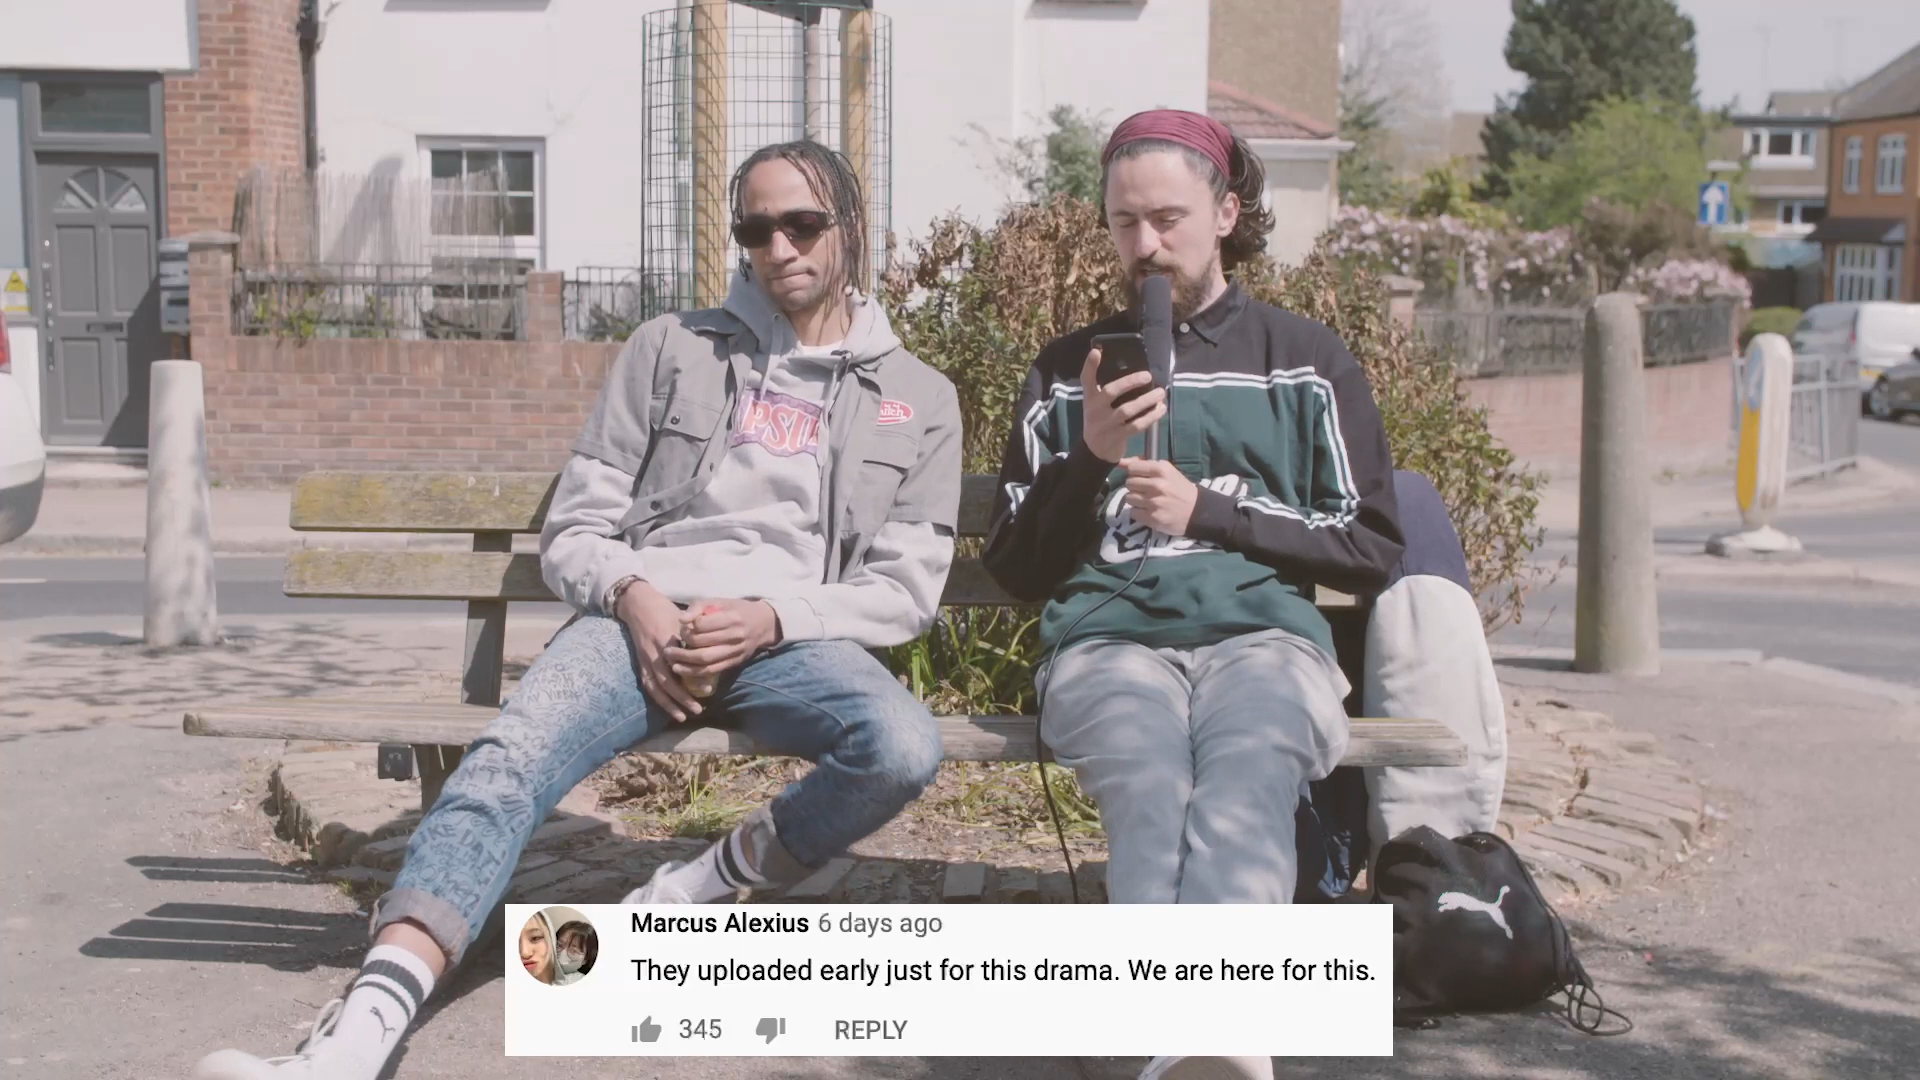 Marcus Alexius 6 days ago
They uploaded early just for this drama. We are here for this.
345
REPLY